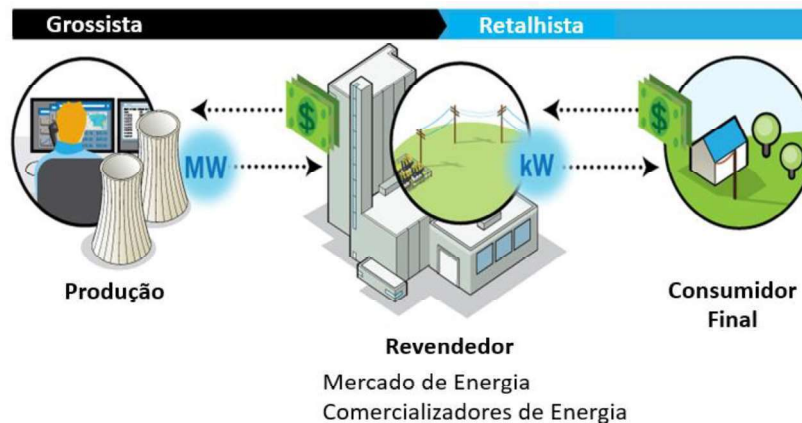 Grossista
Retalhista
$
$
MW
kW
Produção
Consumidor
Final
Revendedor
Mercado de Energia
Comercializadores de Energia